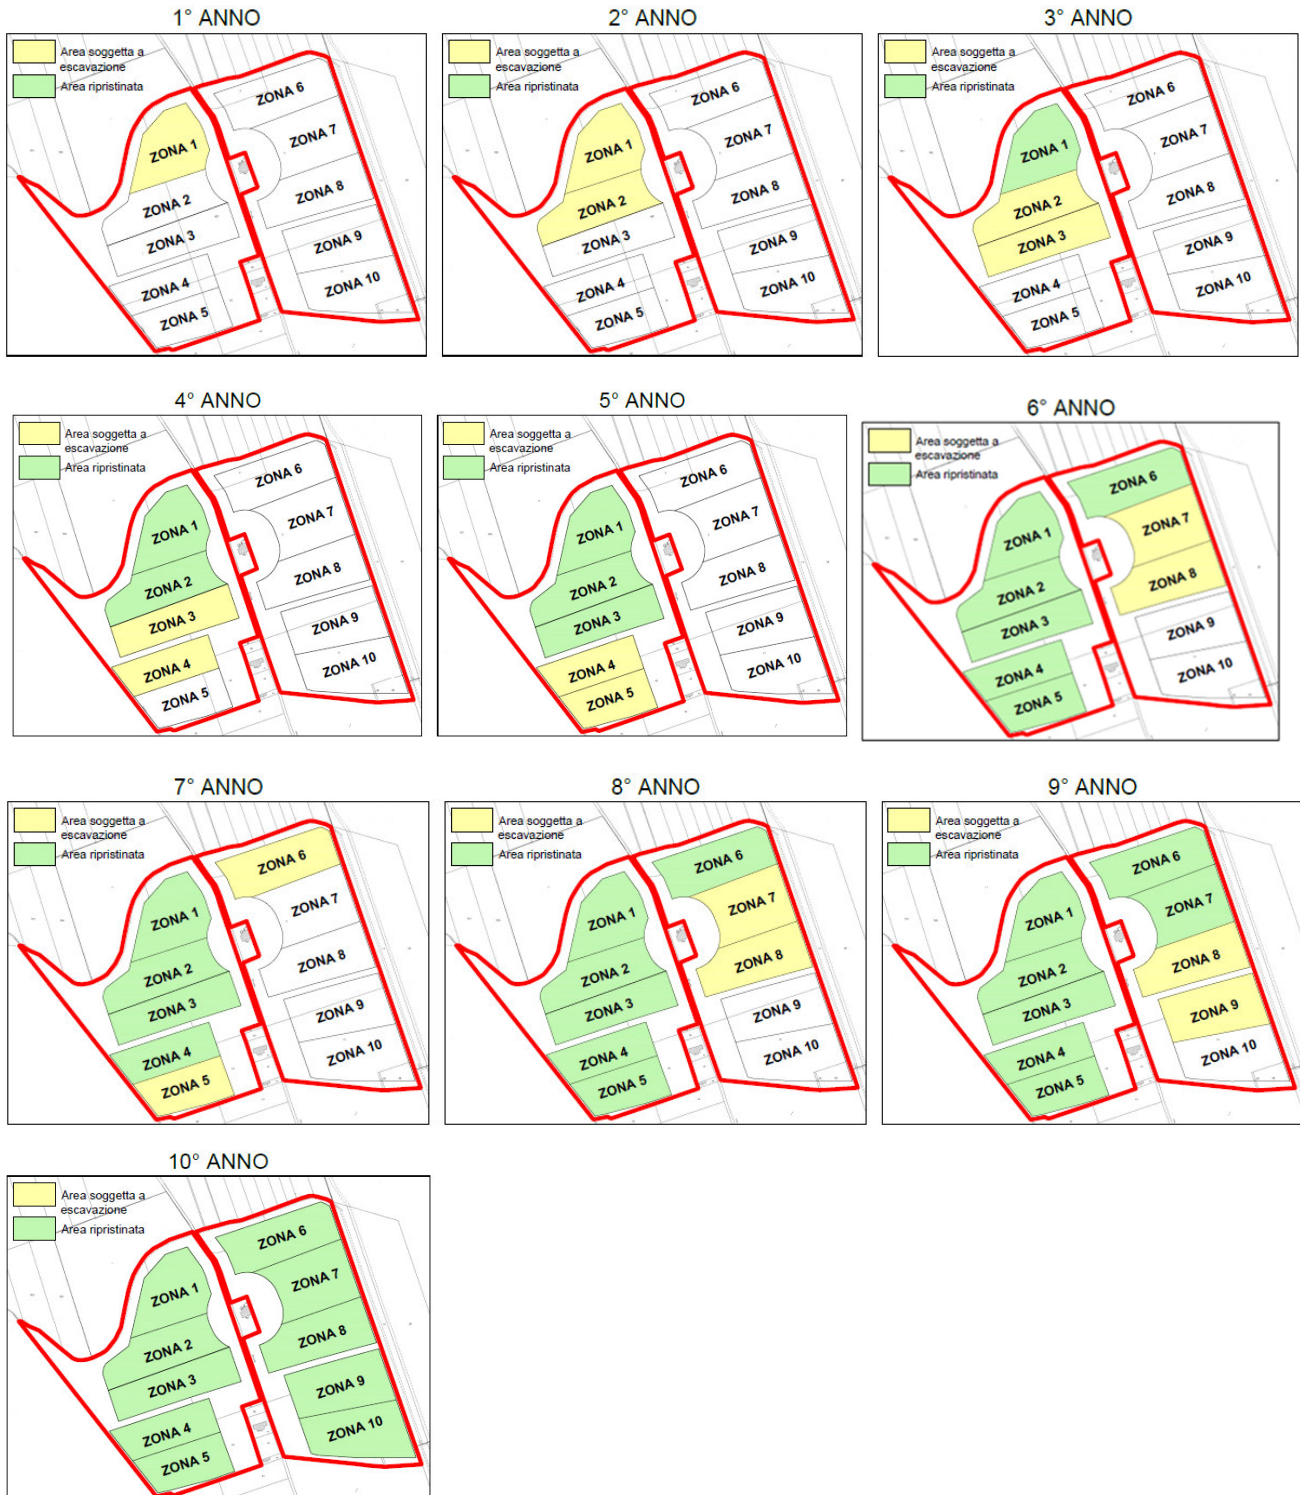 1° ANNO
Area soggetta a
escavazione
Area ripristinata
ZONA 1
ZONA 2
ZONA 3
ZONA 4
ZONA 5
ZONA 6
ZONA 7
ZONA 8
ZONA 9
ZONA 10
2° ANNO
Area soggetta a
escavazione
Area ripristinata
ZONA 1
ZONA 2
ZONA 3
ZONA 4
ZONA 5
ZONA 6
ZONA 7
ZONA 8
ZONA 9
ZONA 10
3° ANNO
Area soggetta a
escavazione
Area ripristinata
ZONA 1
ZONA 2
ZONA 3
ZONA 4
ZONA 5
ZONA 6
ZONA 7
ZONA 8
ZONA 9
ZONA 10
4° ANNO
Area soggetta a
escavazione
Area ripristinata
ZONA 1
ZONA 2
ZONA 3
ZONA 4
ZONA 5
ZONA 6
ZONA 7
ZONA 8
ZONA 9
ZONA 10
5° ANNO
Area soggetta a
escavazione
Area ripristinata
ZONA 1
ZONA 2
ZONA 3
ZONA 4
ZONA 5
ZONA 6
ZONA 7
ZONA 8
ZONA 9
ZONA 10
6° ANNO
Area soggetta a
escavazione
Area ripristinata
ZONA 1
ZONA 2
ZONA 3
ZONA 4
ZONA 5
ZONA 6
ZONA 7
ZONA 8
ZONA 9
ZONA 10
7° ANNO
Area soggetta a
escavazione
Area ripristinata
ZONA 1
ZONA 2
ZONA 3
ZONA 4
ZONA 5
ZONA 6
ZONA 7
ZONA 8
ZONA 9
ZONA 10
8° ANNO
Area soggetta a
escavazione
Area ripristinata
ZONA 1
ZONA 2
ZONA 3
ZONA 4
ZONA 5
ZONA 6
ZONA 7
ZONA 8
ZONA 9
ZONA 10
9° ANNO
Area soggetta a
escavazione
Area ripristinata
ZONA 1
ZONA 2
ZONA 3
ZONA 4
ZONA 5
ZONA 6
ZONA 7
ZONA 8
ZONA 9
ZONA 10
10° ANNO
Area soggetta a
escavazione
Area ripristinata
ZONA 1
ZONA 2
ZONA 3
ZONA 4
ZONA 5
ZONA 6
ZONA 7
ZONA 8
ZONA 9
ZONA 10